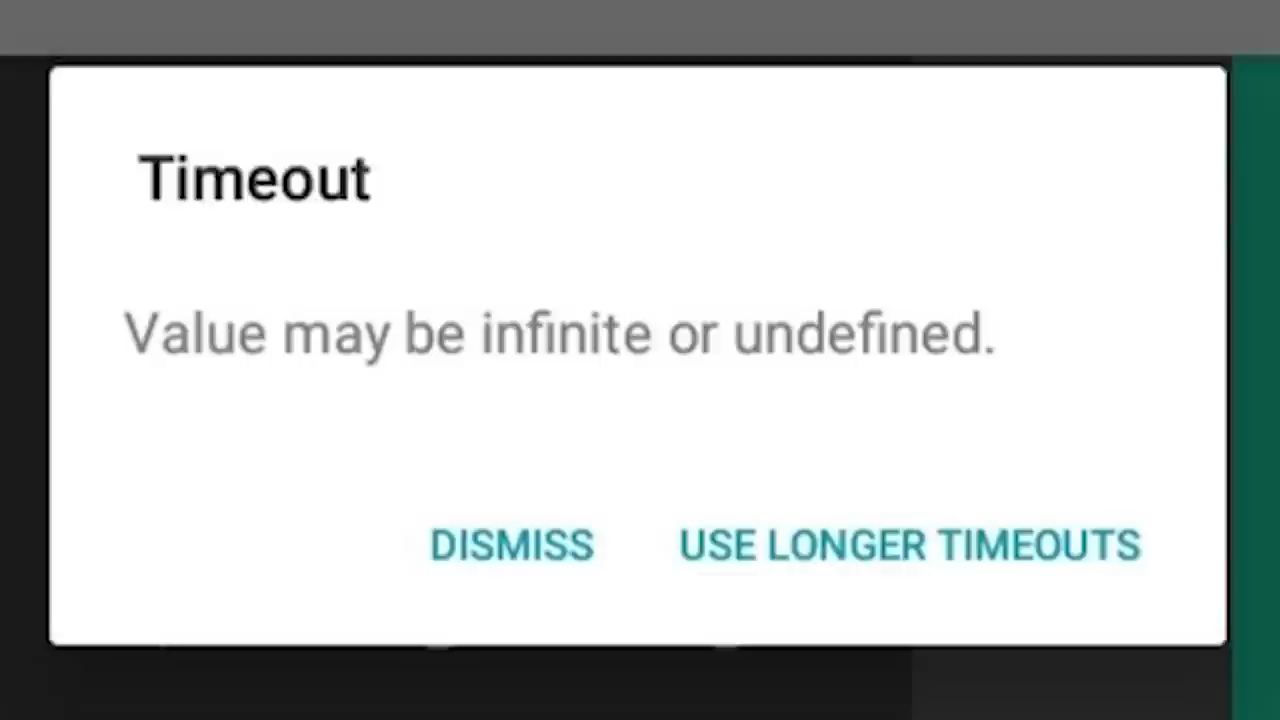 Timeout
Value may be infinite or undefined.
DISMISS USE LONGER TIMEOUTS